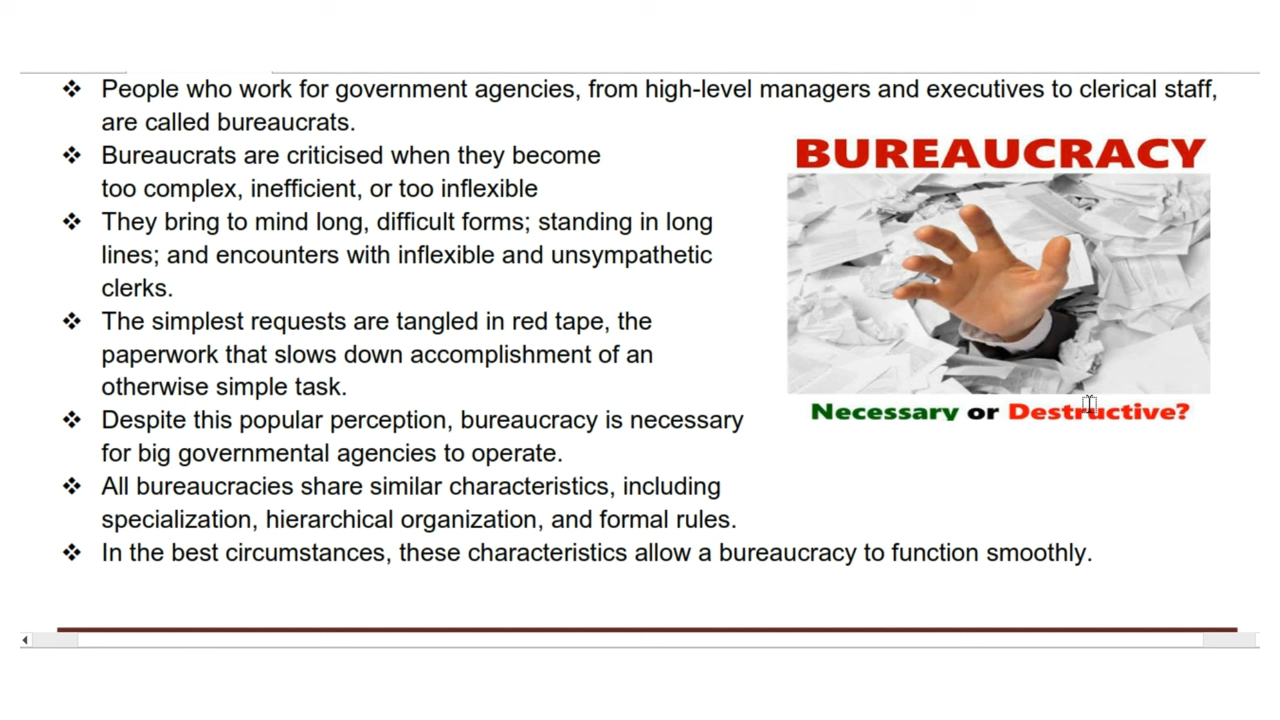 ❖ People who work for government agencies, from high-level managers and executives to clerical staff,
are called bureaucrats.
❖ Bureaucrats are criticised when they become
too complex, inefficient, or too inflexible
❖ They bring to mind long, difficult forms; standing in long
lines; and encounters with inflexible and unsympathetic
clerks.
❖ The simplest requests are tangled in red tape, the
paperwork that slows down accomplishment of an
otherwise simple task.
❖ Despite this popular perception, bureaucracy is necessary
for big governmental agencies to operate.
❖ All bureaucracies share similar characteristics, including
specialization, hierarchical organization, and formal rules.
❖ In the best circumstances, these characteristics allow a bureaucracy to function smoothly.
BUREAUCRACY
Necessary or Destructive?